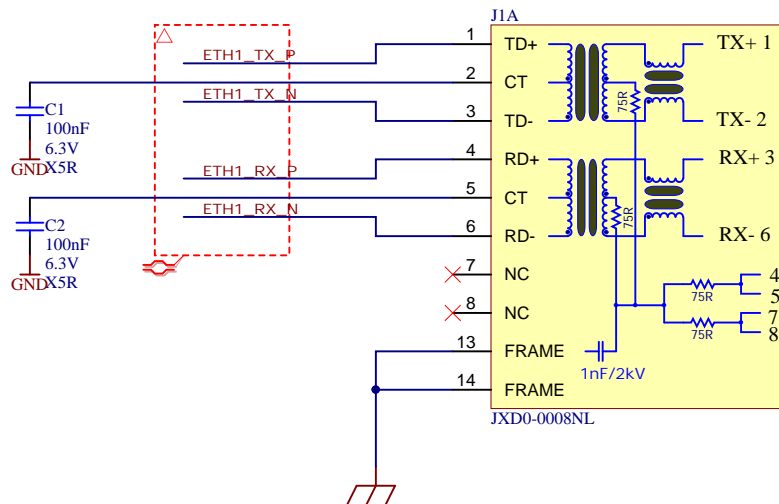 J1A
1 TD+ TX+ 1
ETH1_TX_P
2 CT
75R
ETH1_TX_N
3 TD- TX- 2
C1
100nF
6.3V
X5R
GND
4 RD+ RX+ 3
ETH1_RX_P
5 CT
75R
ETH1_RX_N
6 RD- RX- 6
C2
100nF
6.3V
X5R
GND
7 NC
4
75R
5
8 NC
7
75R
8
13 FRAME
1nF/2kV
14 FRAME
JXD0-0008NL